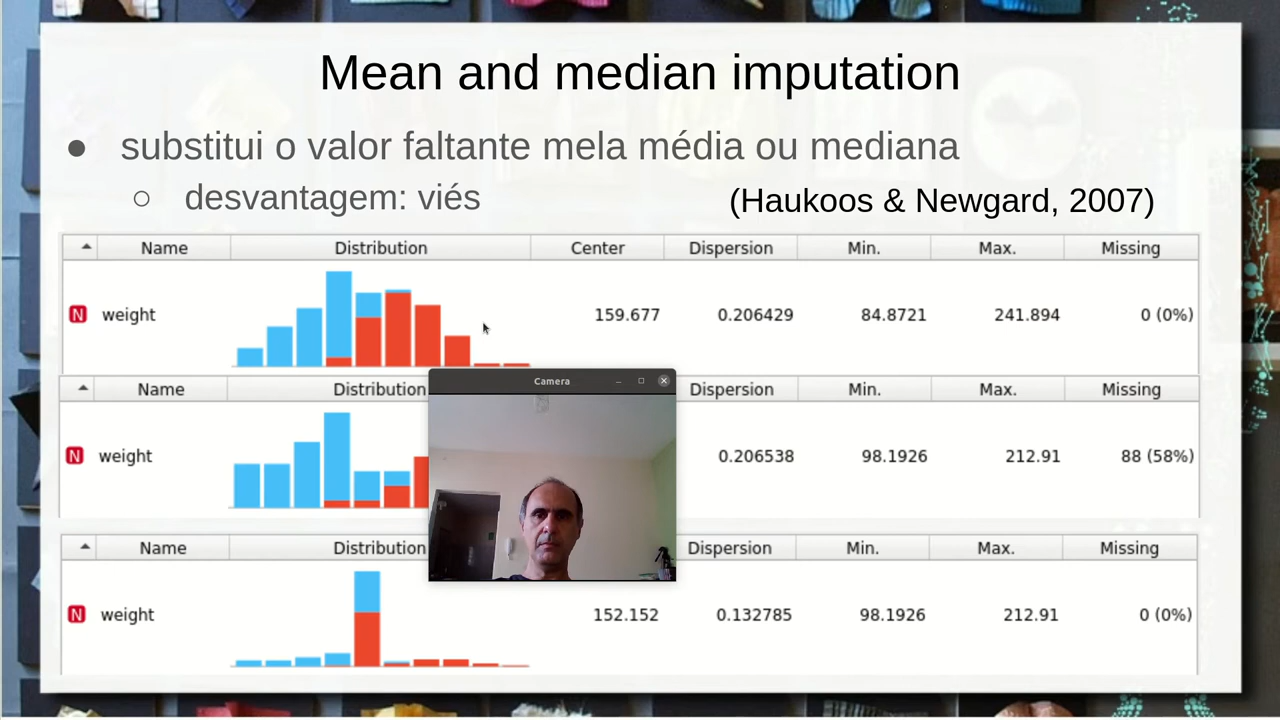 Mean and median imputation
● substitui o valor faltante mela média ou mediana
○ desvantagem: viés
(Haukoos & Newgard, 2007)
Name Distribution Center Dispersion Min. Max. Missing
N weight 159.677 0.206429 84.8721 241.894 0 (0%)
Name Distribution Dispersion Min. Max. Missing
Camera
N weight 0.206538 98.1926 212.91 88 (58%)
Name Distribution Dispersion Min. Max. Missing
N weight 152.152 0.132785 98.1926 212.91 0 (0%)